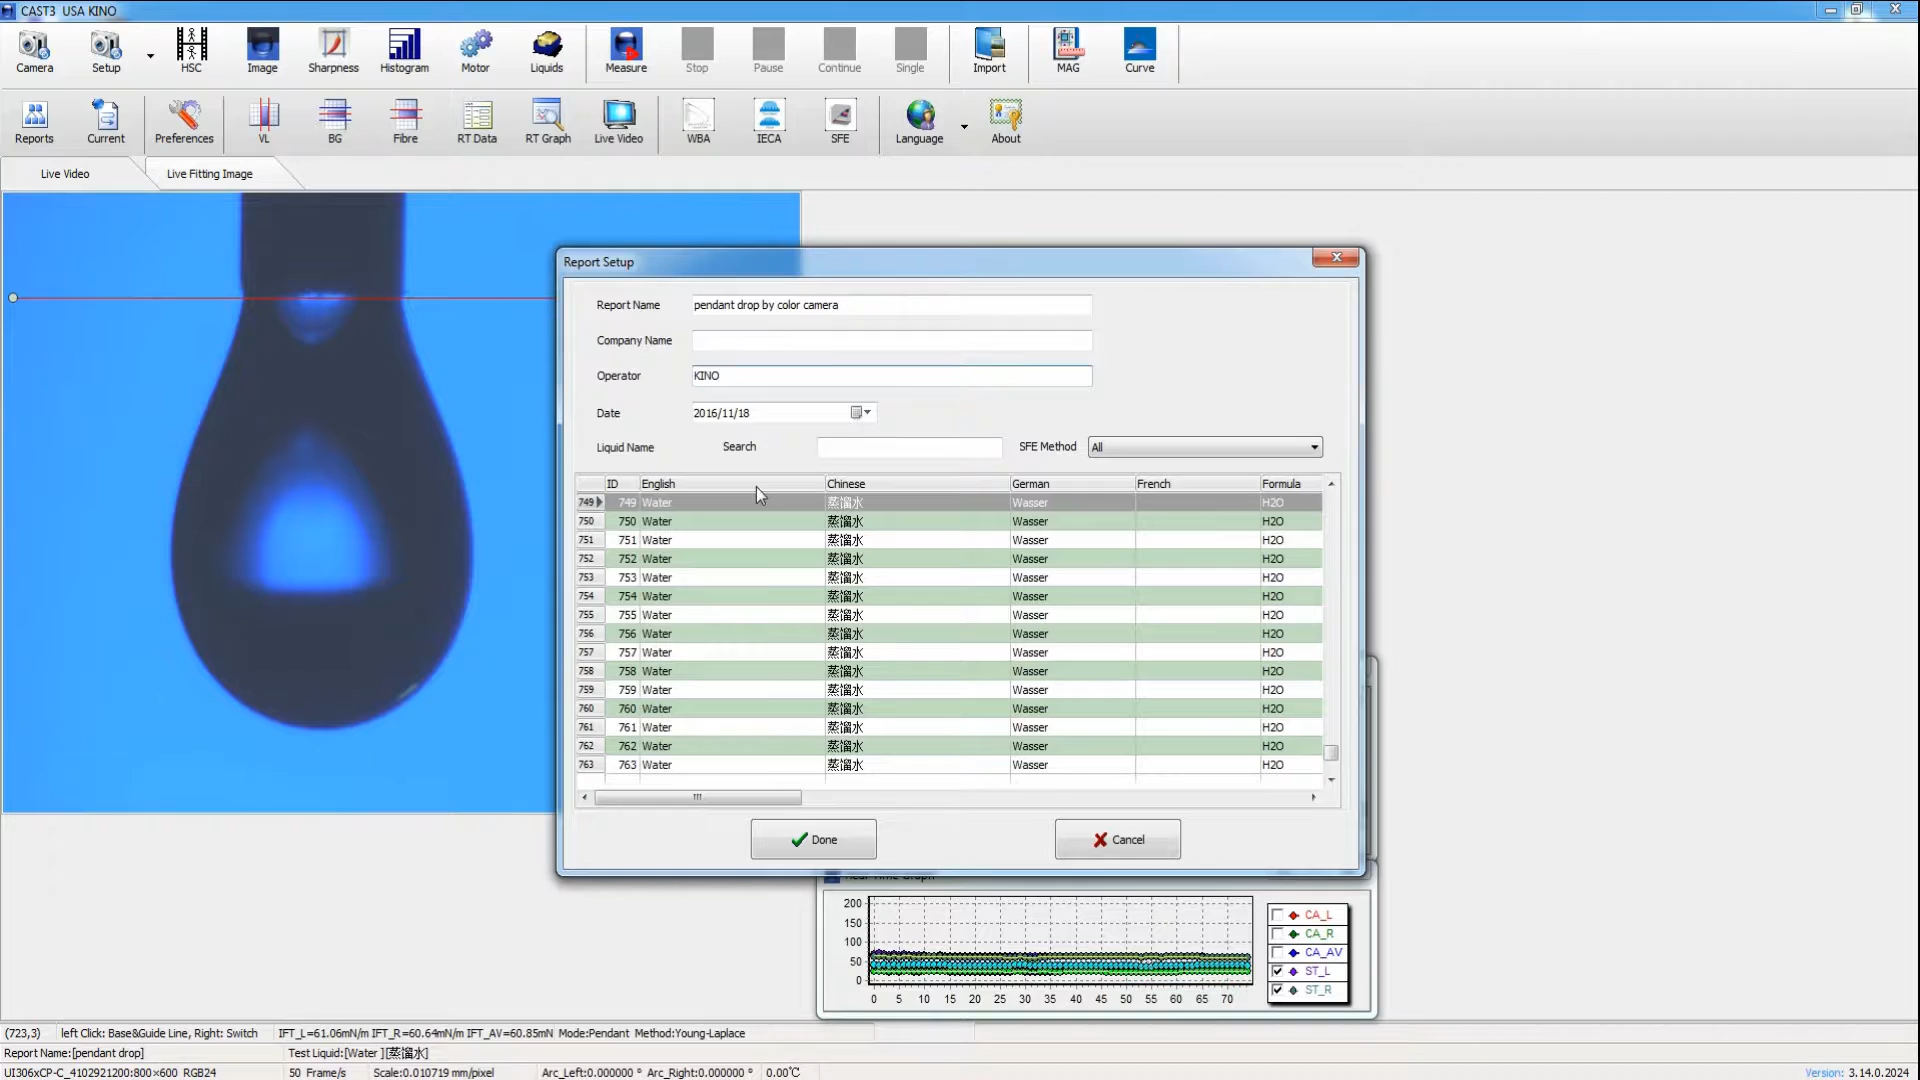 CAST3 USA KINO
Camera Setup HSC Image Sharpness Histogram Motor Liquids Measure Stop Pause Continue Single Import MAG Curve
Reports Current Preferences VL BG Fibre RT Data RT Graph Live Video WBA IECA SFE Language About
Live Video Live Fitting Image
Report Setup
Report Name pendant drop by color camera
Company Name
Operator KINO
Date 2016/11/18
Liquid Name Search SFE Method All
ID English Chinese German French Formula
749 749 Water 蒸馏水 Wasser H2O
750 750 Water 蒸馏水 Wasser H2O
751 751 Water 蒸馏水 Wasser H2O
752 752 Water 蒸馏水 Wasser H2O
753 753 Water 蒸馏水 Wasser H2O
754 754 Water 蒸馏水 Wasser H2O
755 755 Water 蒸馏水 Wasser H2O
756 756 Water 蒸馏水 Wasser H2O
757 757 Water 蒸馏水 Wasser H2O
758 758 Water 蒸馏水 Wasser H2O
759 759 Water 蒸馏水 Wasser H2O
760 760 Water 蒸馏水 Wasser H2O
761 761 Water 蒸馏水 Wasser H2O
762 762 Water 蒸馏水 Wasser H2O
763 763 Water 蒸馏水 Wasser H2O
Done Cancel
200
150
100
50
0
0 5 10 15 20 25 30 35 40 45 50 55 60 65 70
CA_L
CA_R
CA_AV
ST_L
ST_R
(723,3) left Click: Base&Guide Line, Right: Switch IFT_L=61.06mN/m IFT_R=60.64mN/m IFT_AV=60.85mN Mode:Pendant Method:Young-Laplace
Report Name:[pendant drop] Test Liquid:[Water ][蒸馏水]
UI306xCP-C_4102921200:800×600 RGB24 50 Frame/s Scale:0.010719 mm/pixel Arc_Left:0.000000 ° Arc_Right:0.000000 ° 0.00℃ Version: 3.14.0.2024